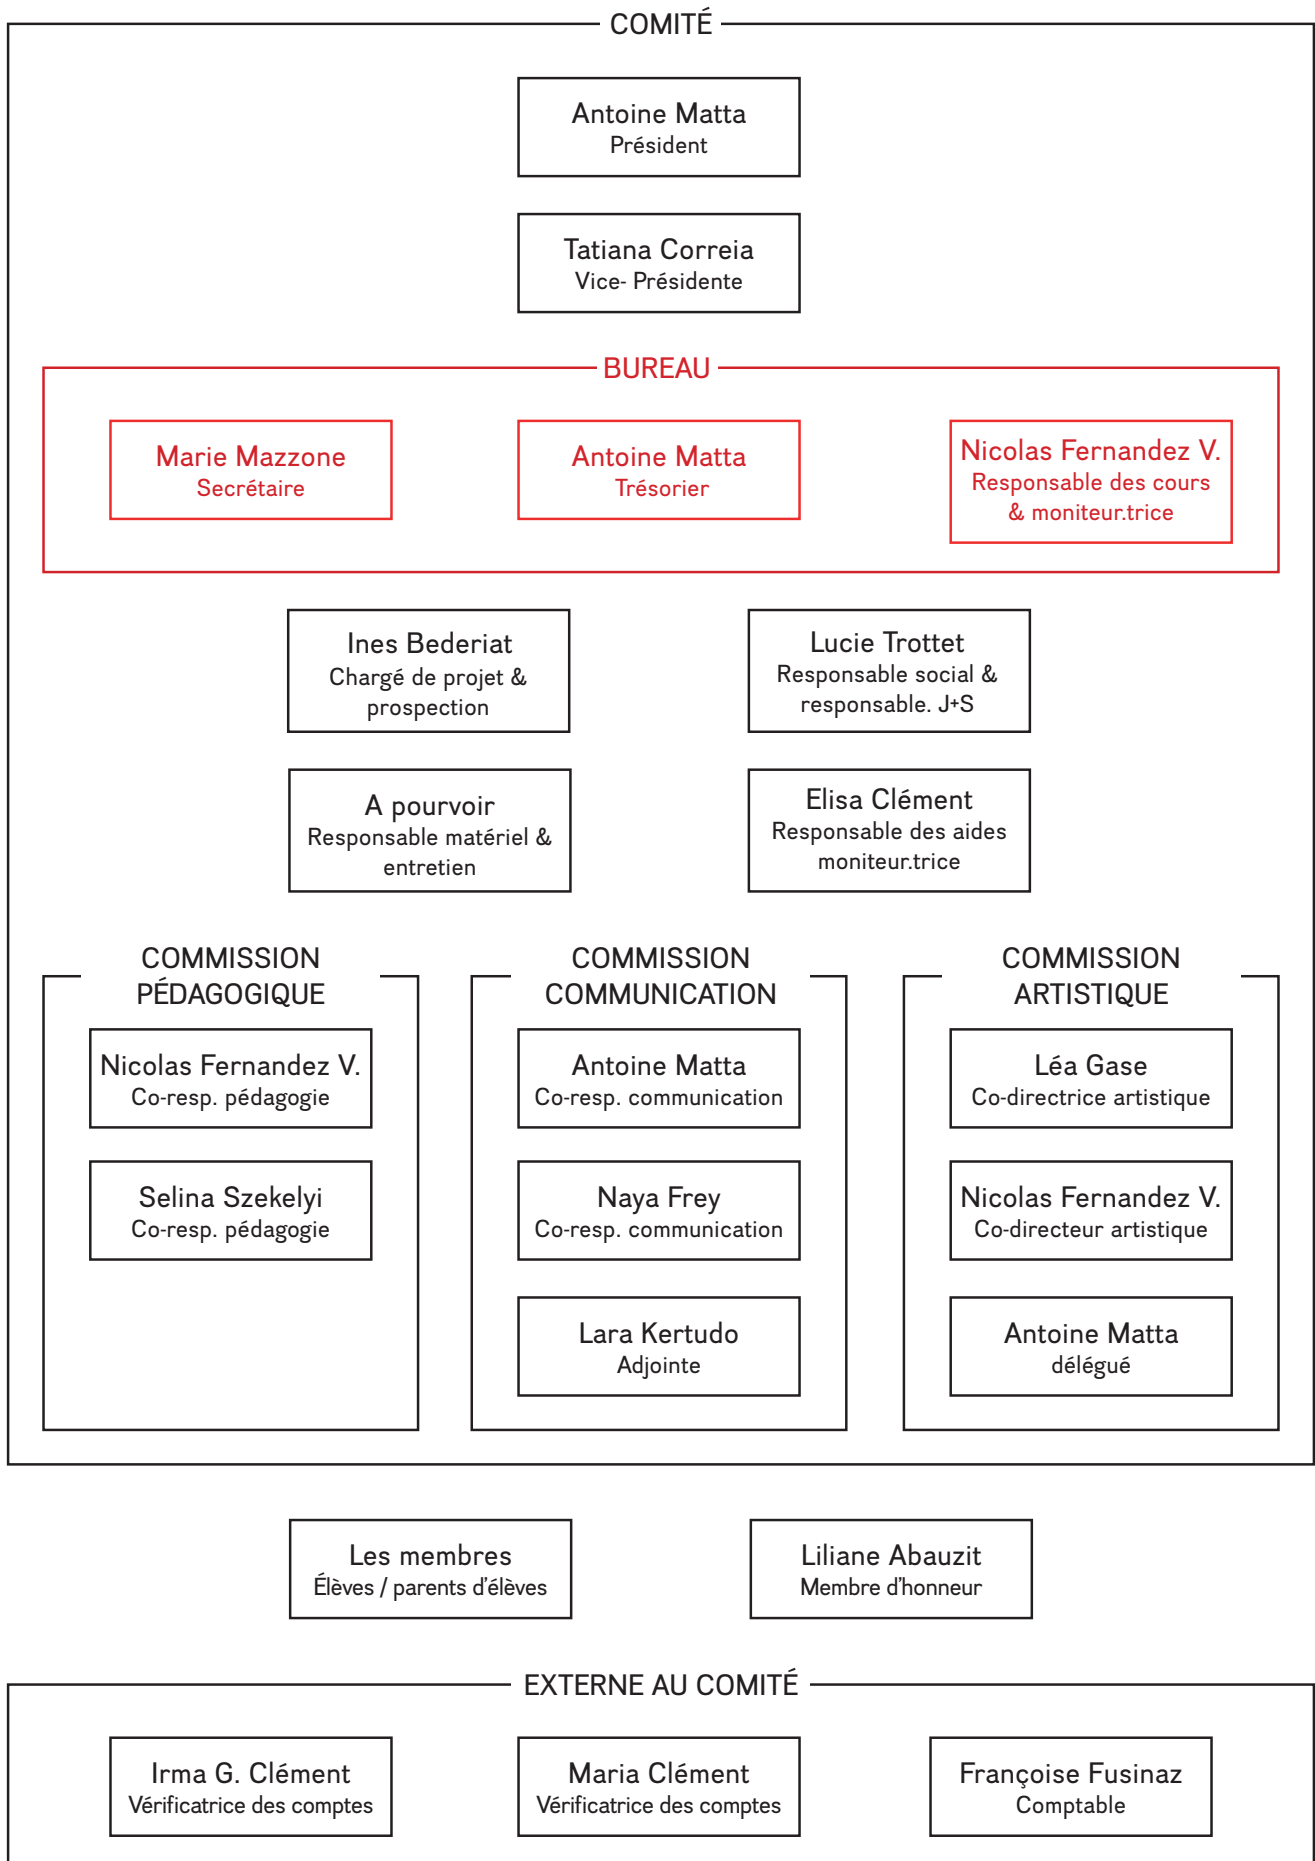 COMITÉ
Antoine Matta
Président
Tatiana Correia
Vice- Présidente
BUREAU
Marie Mazzone
Secrétaire
Antoine Matta
Trésorier
Nicolas Fernandez V.
Responsable des cours
& moniteur.trice
Ines Bederiat
Chargé de projet &
prospection
Lucie Trottet
Responsable social &
responsable. J+S
A pourvoir
Responsable matériel &
entretien
Elisa Clément
Responsable des aides
moniteur.trice
COMMISSION
PÉDAGOGIQUE
Nicolas Fernandez V.
Co-resp. pédagogie
Selina Szekelyi
Co-resp. pédagogie
COMMISSION
COMMUNICATION
Antoine Matta
Co-resp. communication
Naya Frey
Co-resp. communication
Lara Kertudo
Adjointe
COMMISSION
ARTISTIQUE
Léa Gase
Co-directrice artistique
Nicolas Fernandez V.
Co-directeur artistique
Antoine Matta
délégué
Les membres
Élèves / parents d'élèves
Liliane Abauzit
Membre d'honneur
EXTERNE AU COMITÉ
Irma G. Clément
Vérificatrice des comptes
Maria Clément
Vérificatrice des comptes
Françoise Fusinaz
Comptable